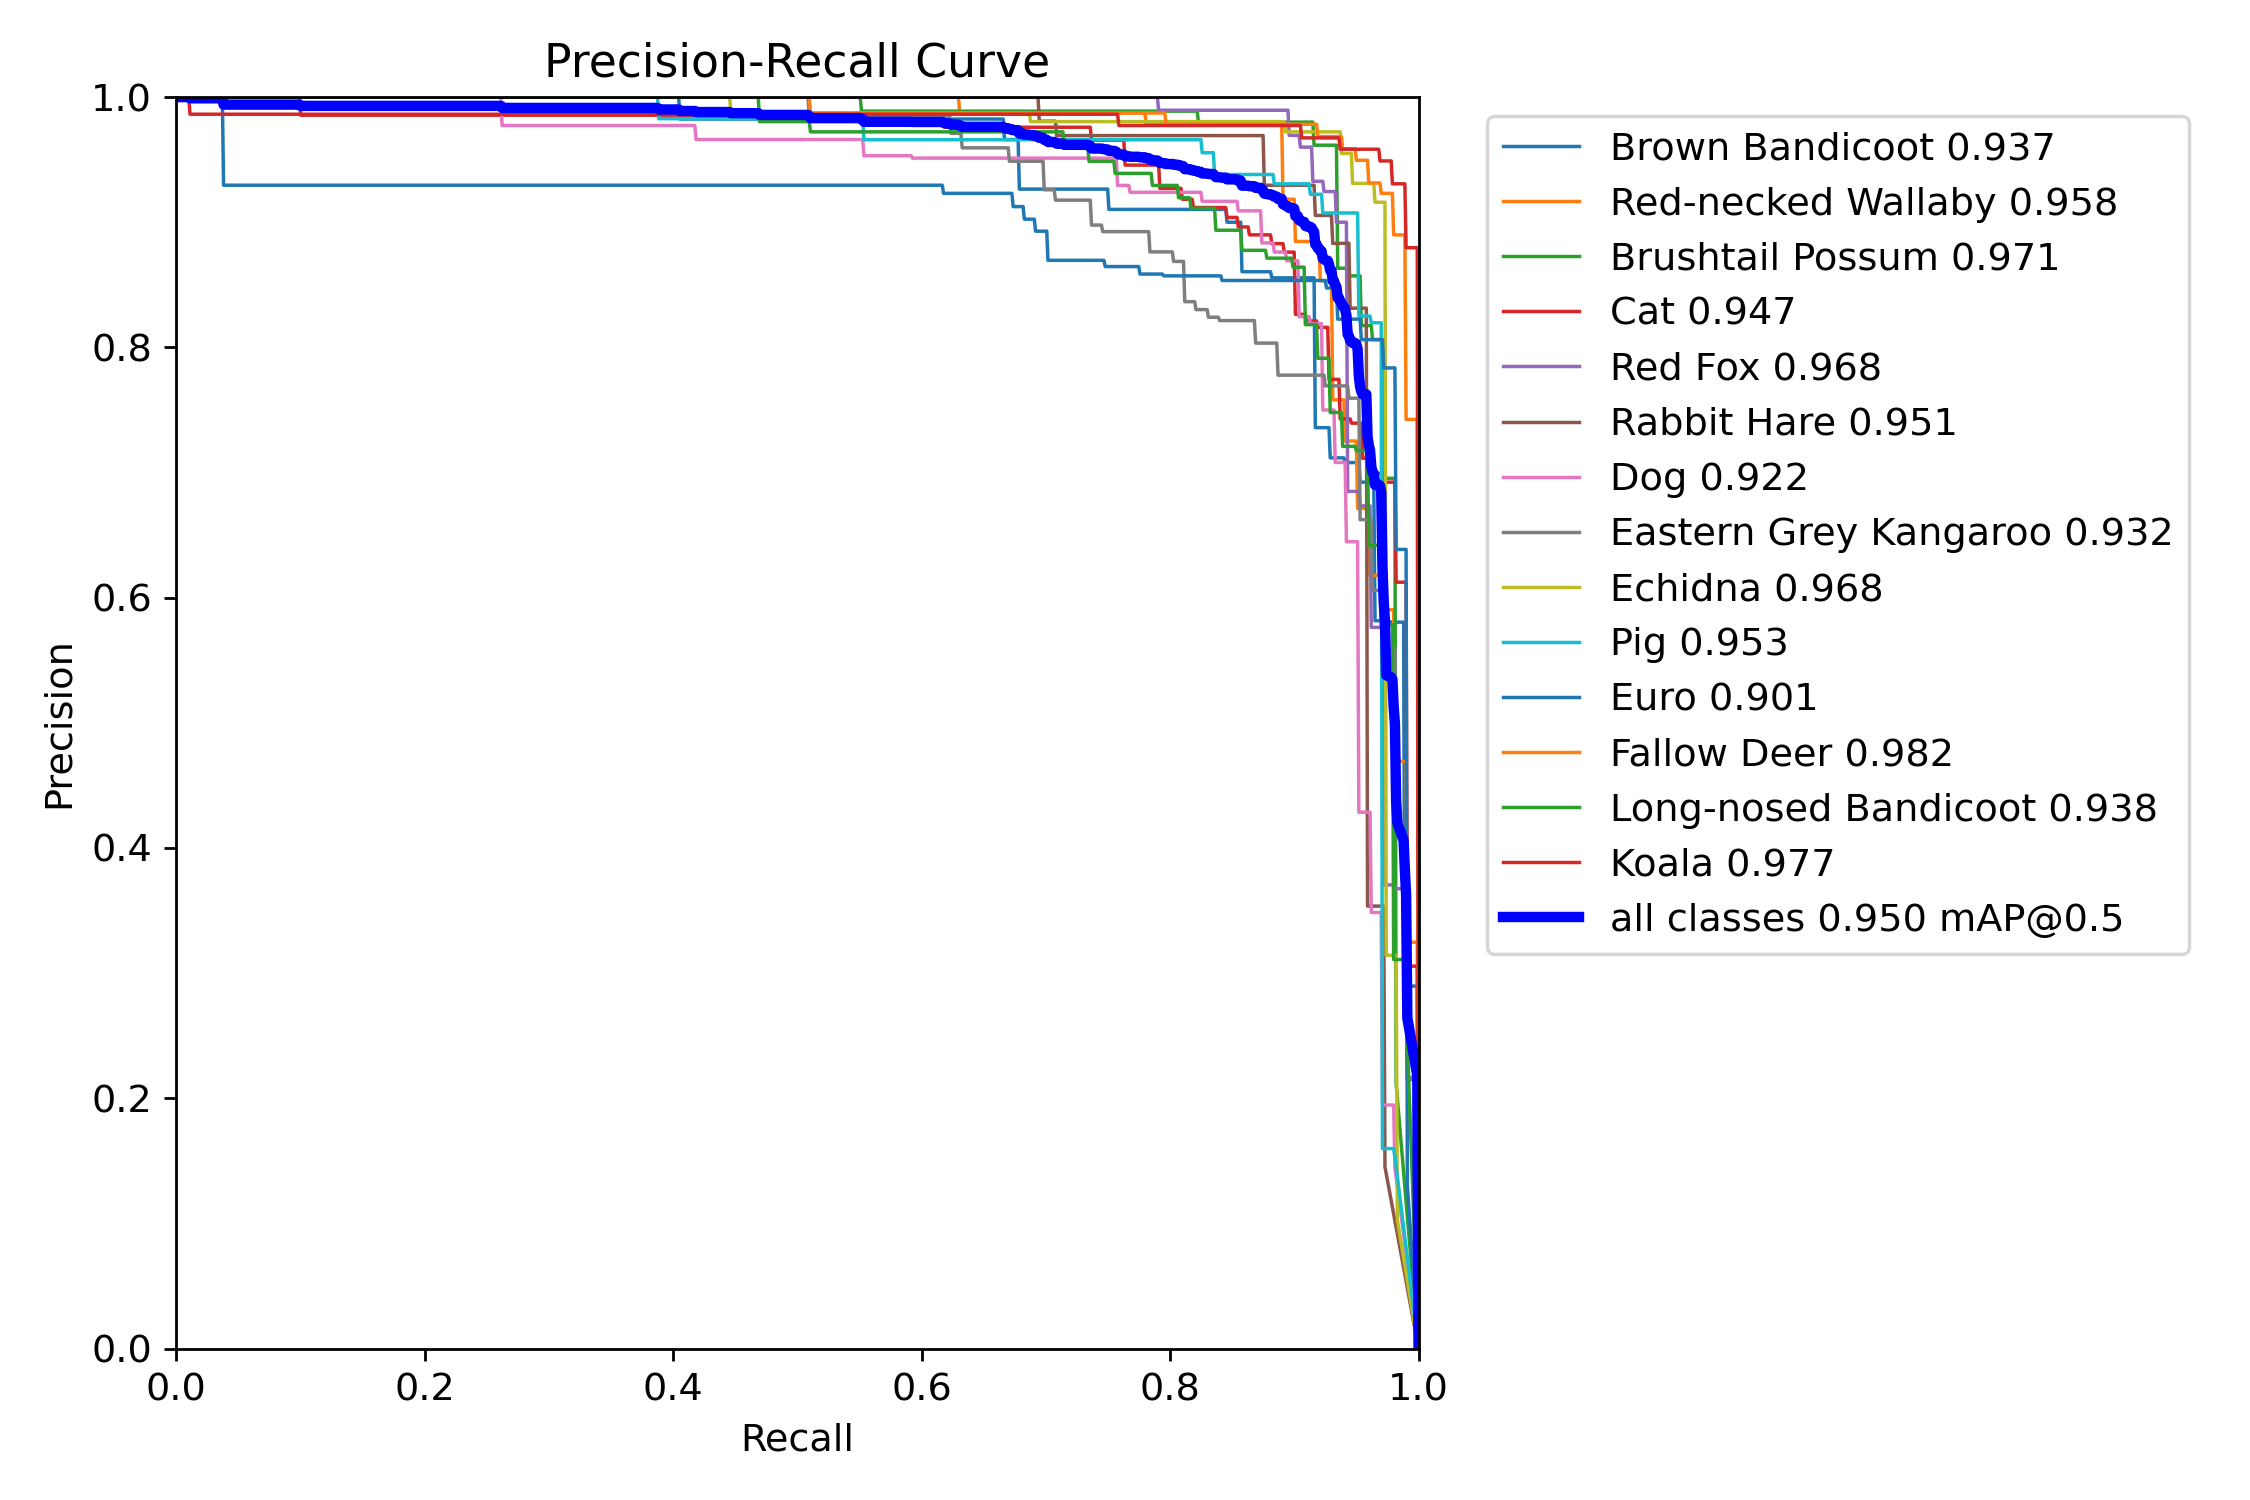 Precision-Recall Curve
1.0
0.8
0.6
0.4
0.2
0.0
Precision
0.0 0.2 0.4 0.6 0.8 1.0
Recall
Brown Bandicoot 0.937
Red-necked Wallaby 0.958
Brushtail Possum 0.971
Cat 0.947
Red Fox 0.968
Rabbit Hare 0.951
Dog 0.922
Eastern Grey Kangaroo 0.932
Echidna 0.968
Pig 0.953
Euro 0.901
Fallow Deer 0.982
Long-nosed Bandicoot 0.938
Koala 0.977
all classes 0.950 mAP@0.5